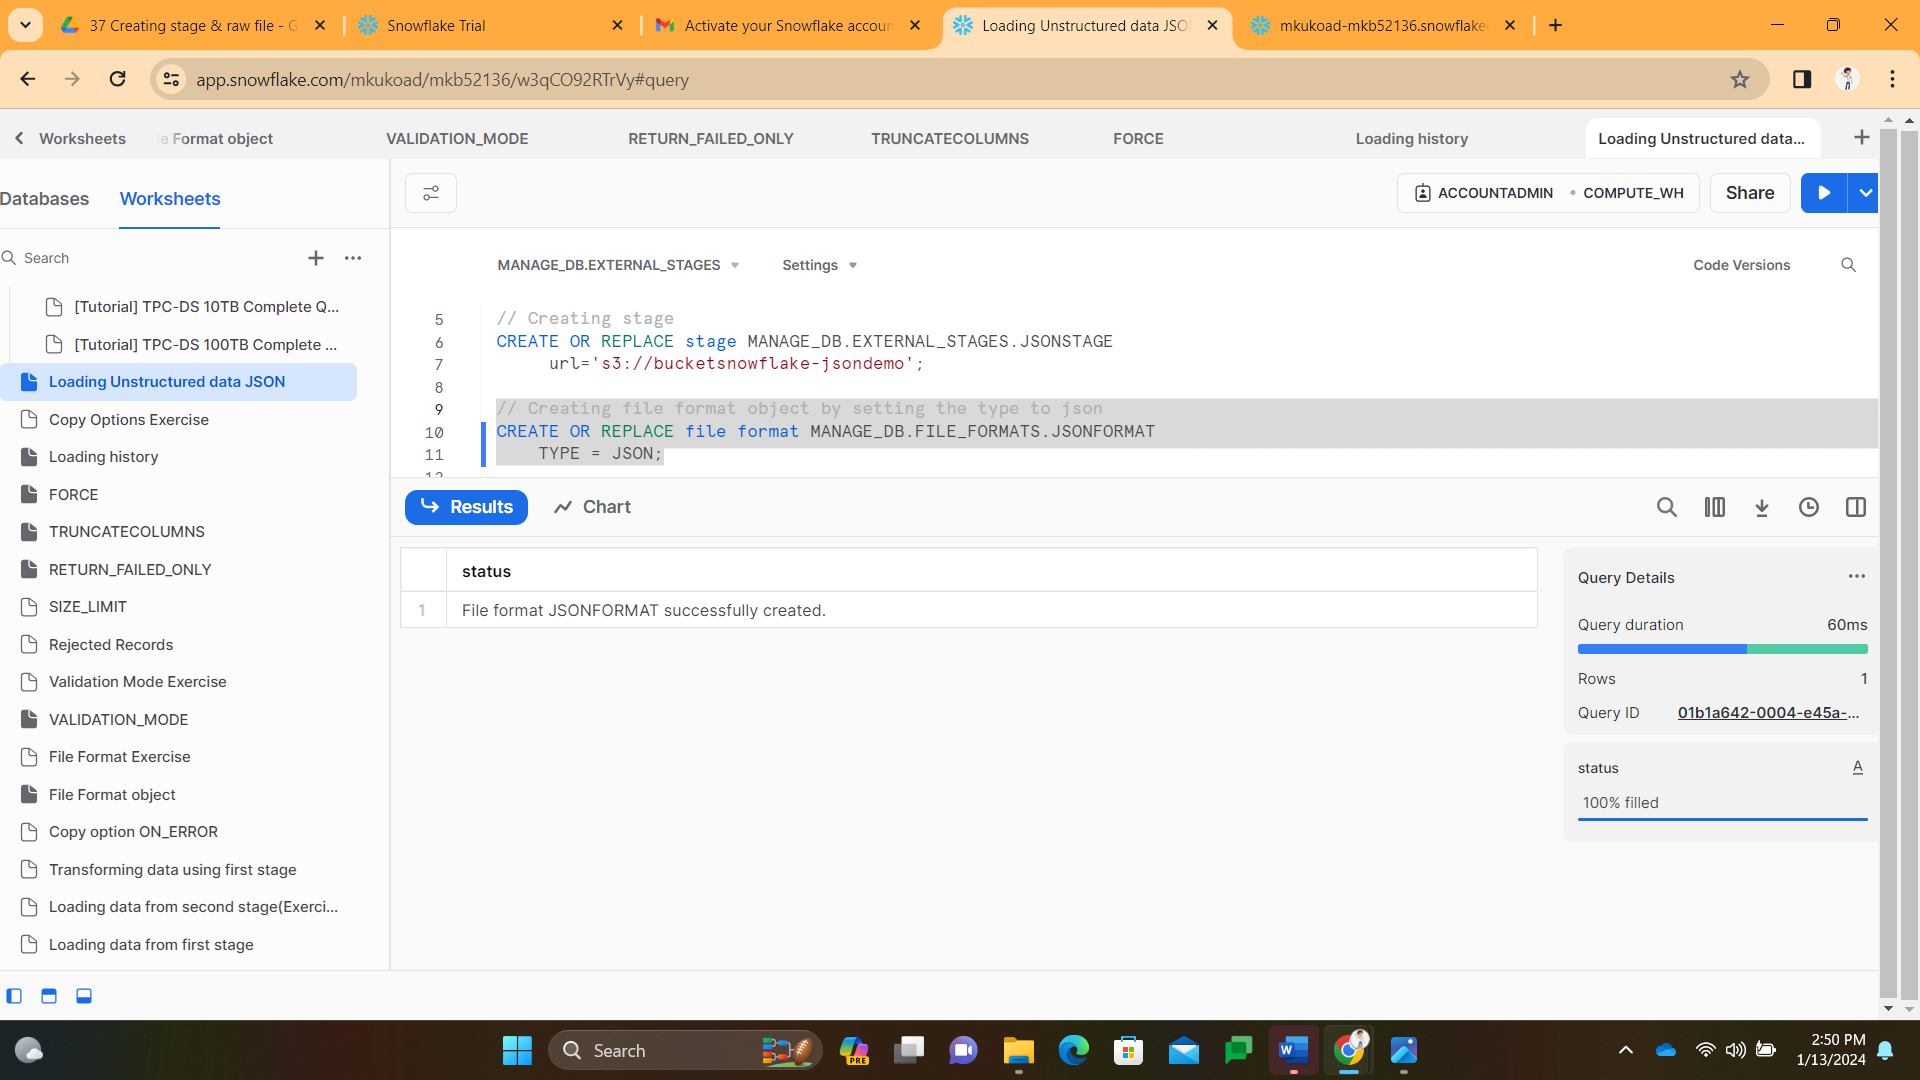 37 Creating stage & raw file - G
Snowflake Trial
Activate your Snowflake accoun
Loading Unstructured data JSO
mkukoad-mkb52136.snowflake
app.snowflake.com/mkukoad/mkb52136/w3qCO92RTrVy#query
Worksheets
e Format object
VALIDATION_MODE
RETURN_FAILED_ONLY
TRUNCATECOLUMNS
FORCE
Loading history
Loading Unstructured data...
Databases
Worksheets
Search
[Tutorial] TPC-DS 10TB Complete Q...
[Tutorial] TPC-DS 100TB Complete ...
Loading Unstructured data JSON
Copy Options Exercise
Loading history
FORCE
TRUNCATECOLUMNS
RETURN_FAILED_ONLY
SIZE_LIMIT
Rejected Records
Validation Mode Exercise
VALIDATION_MODE
File Format Exercise
File Format object
Copy option ON_ERROR
Transforming data using first stage
Loading data from second stage(Exerci...
Loading data from first stage
ACCOUNTADMIN • COMPUTE_WH
Share
MANAGE_DB.EXTERNAL_STAGES
Settings
Code Versions
5 // Creating stage
6 CREATE OR REPLACE stage MANAGE_DB.EXTERNAL_STAGES.JSONSTAGE
7 url='s3://bucketsnowflake-jsondemo';
8
9 // Creating file format object by setting the type to json
10 CREATE OR REPLACE file format MANAGE_DB.FILE_FORMATS.JSONFORMAT
11 TYPE = JSON;
12
Results
Chart
status
1 File format JSONFORMAT successfully created.
Query Details
Query duration 60ms
Rows 1
Query ID 01b1a642-0004-e45a-...
status A
100% filled
Search
PRE
2:50 PM
1/13/2024